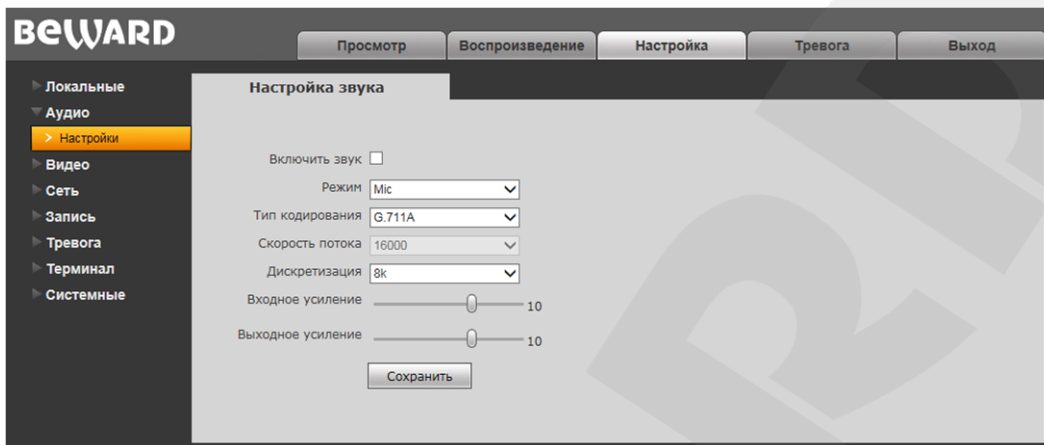 BEWARD
Просмотр Воспроизведение Настройка Тревога Выход
Локальные
Аудио
> Настройки
Видео
Сеть
Запись
Тревога
Терминал
Системные
Настройка звука
Включить звук
Режим Mic
Тип кодирования G.711A
Скорость потока 16000
Дискретизация 8k
Входное усиление 10
Выходное усиление 10
Сохранить